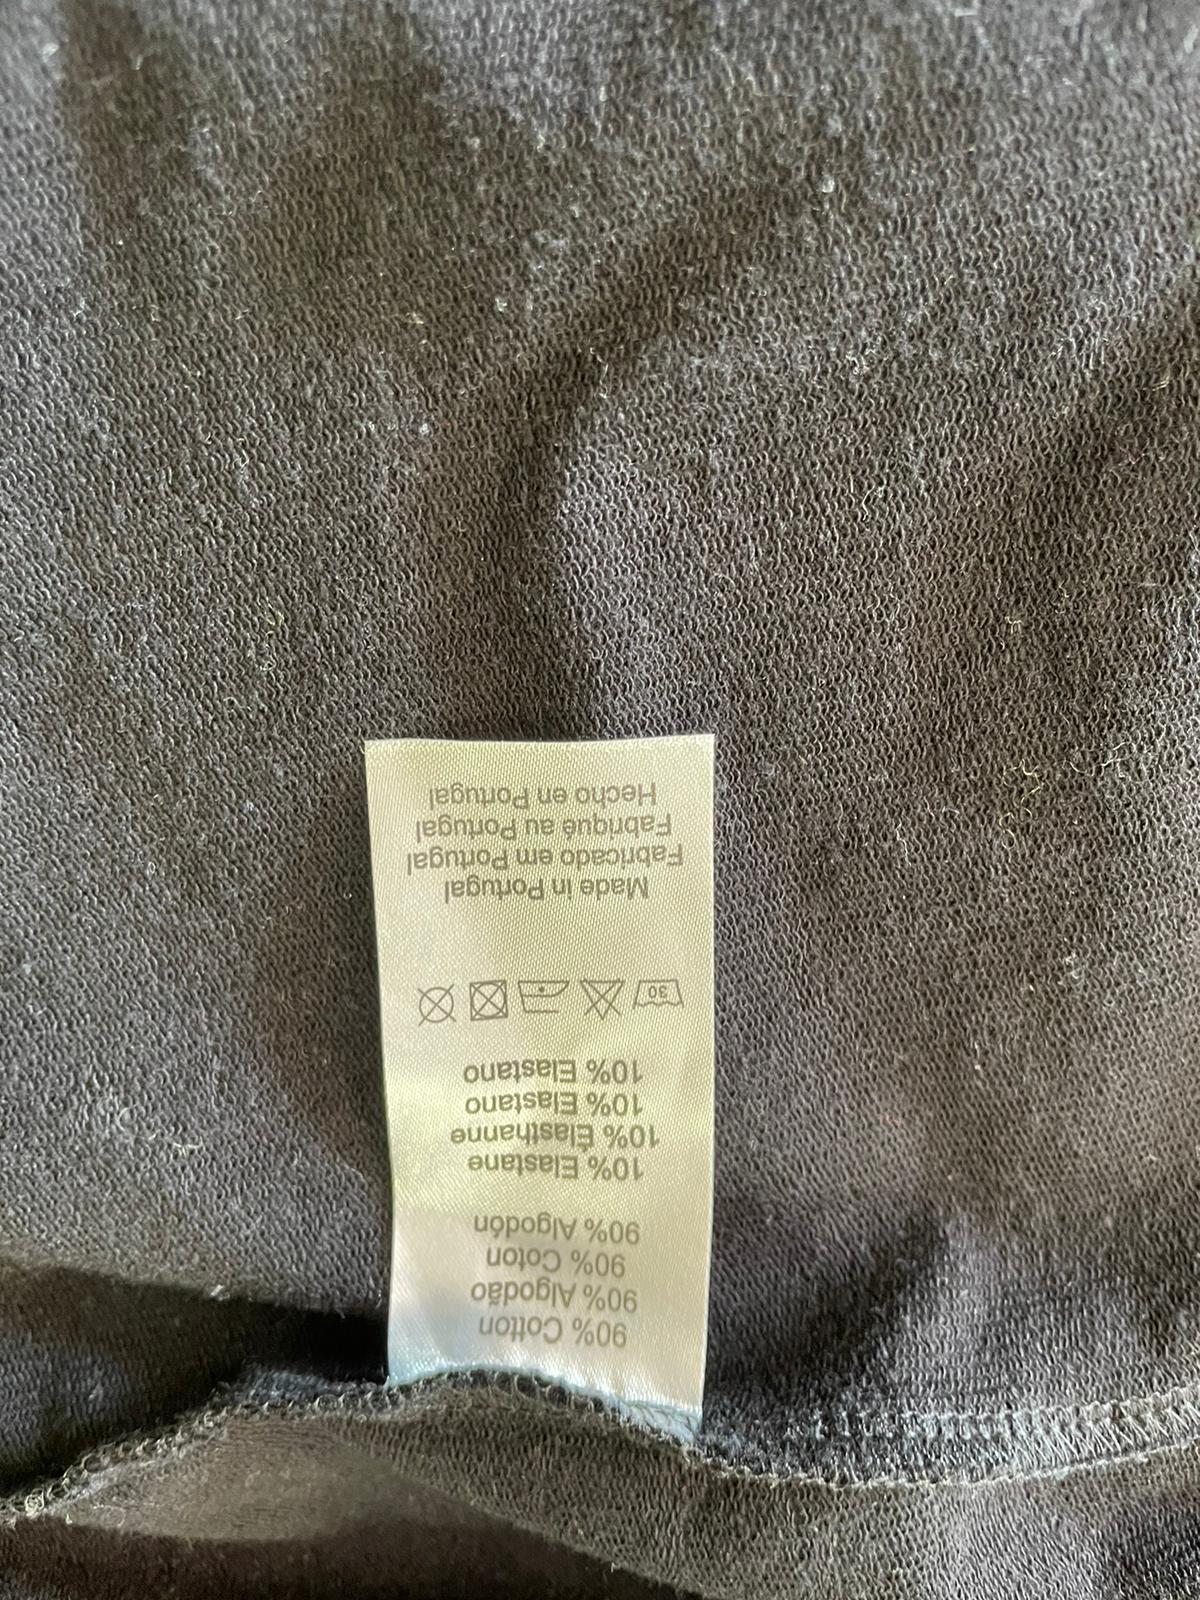 90% Cotton
90% Algodão
90% Coton
90% Algodón
10% Elastane
10% Élasthanne
10% Elastano
10% Elastano
30
Made in Portugal
Fabricado em Portugal
Fabriqué au Portugal
Hecho en Portugal